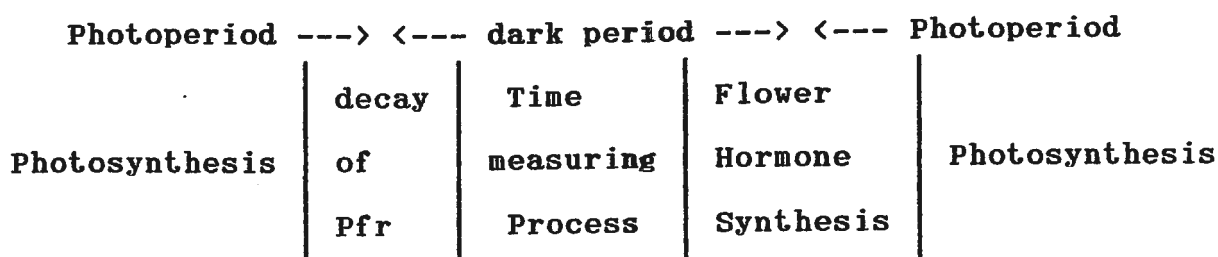 Photoperiod ---> <--- dark period ---> <--- Photoperiod
decay Time Flower
Photosynthesis of measuring Hormone Photosynthesis
Pfr Process Synthesis